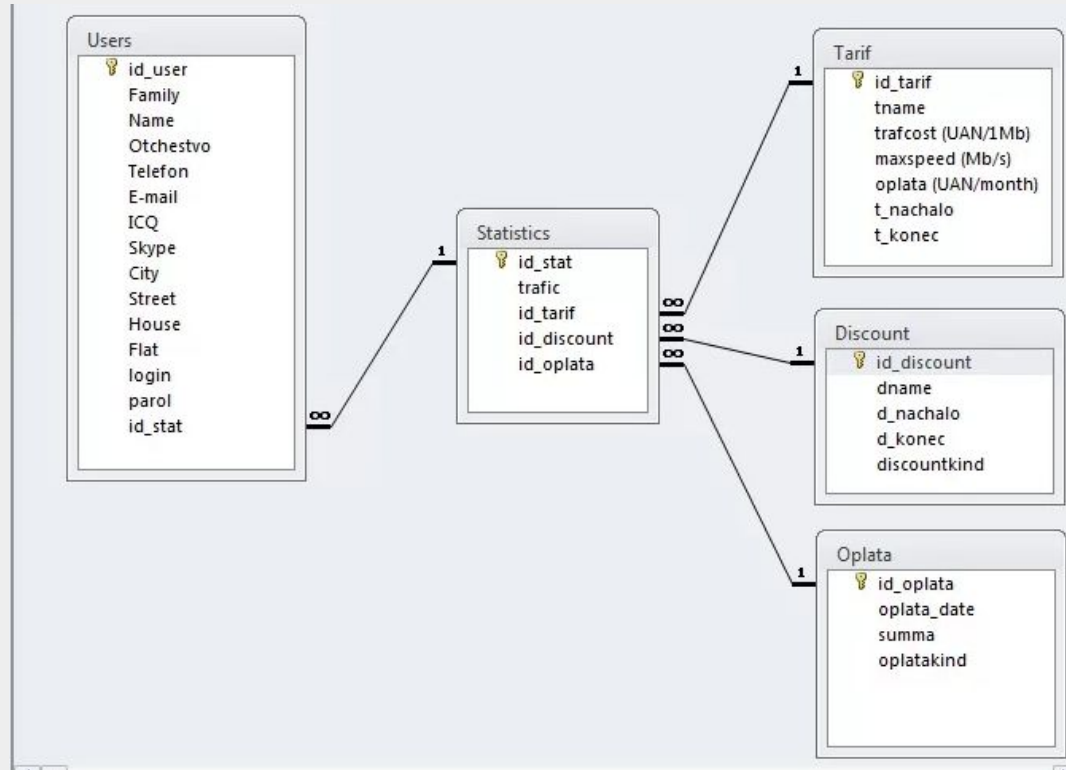 Users
id_user
Family
Name
Otchestvo
Telefon
E-mail
ICQ
Skype
City
Street
House
Flat
login
parol
id_stat
∞
1
Statistics
id_stat
trafic
id_tarif
id_discount
id_oplata
∞
∞
∞
1
Tarif
id_tarif
tname
trafcost (UAN/1Mb)
maxspeed (Mb/s)
oplata (UAN/month)
t_nachalo
t_konec
1
Discount
id_discount
dname
d_nachalo
d_konec
discountkind
1
Oplata
id_oplata
oplata_date
summa
oplatakind